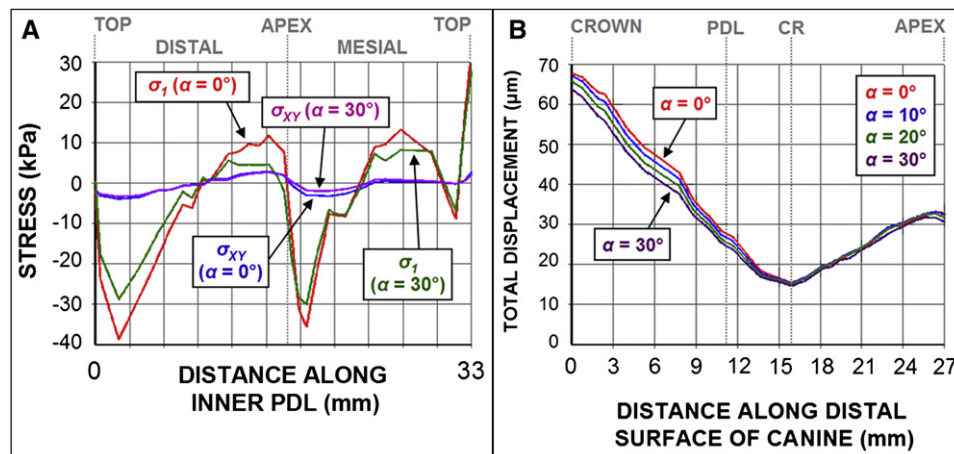 A
TOP
APEX
TOP
DISTAL
MESIAL
30
20
10
0
-10
-20
-30
-40
STRESS (kPa)
σ1 (α = 0°)
σXY (α = 30°)
σXY
(α = 0°)
σ1
(α = 30°)
0
33
DISTANCE ALONG
INNER PDL (mm)
B
CROWN
PDL
CR
APEX
70
60
50
40
30
20
10
0
TOTAL DISPLACEMENT (µm)
α = 0°
α = 30°
α = 0°
α = 10°
α = 20°
α = 30°
0 3 6 9 12 15 18 21 24 27
DISTANCE ALONG DISTAL
SURFACE OF CANINE (mm)